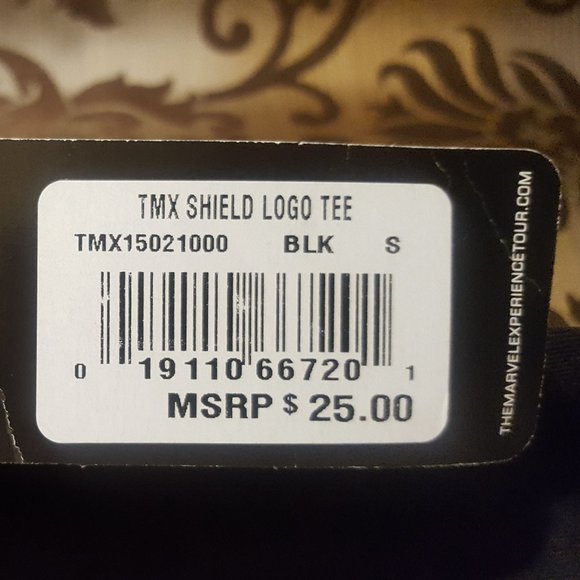 TMX SHIELD LOGO TEE
TMX15021000 BLK S
0 19110 66720 1
MSRP $ 25.00
THEMARVELEXPERIENCETOUR.COM